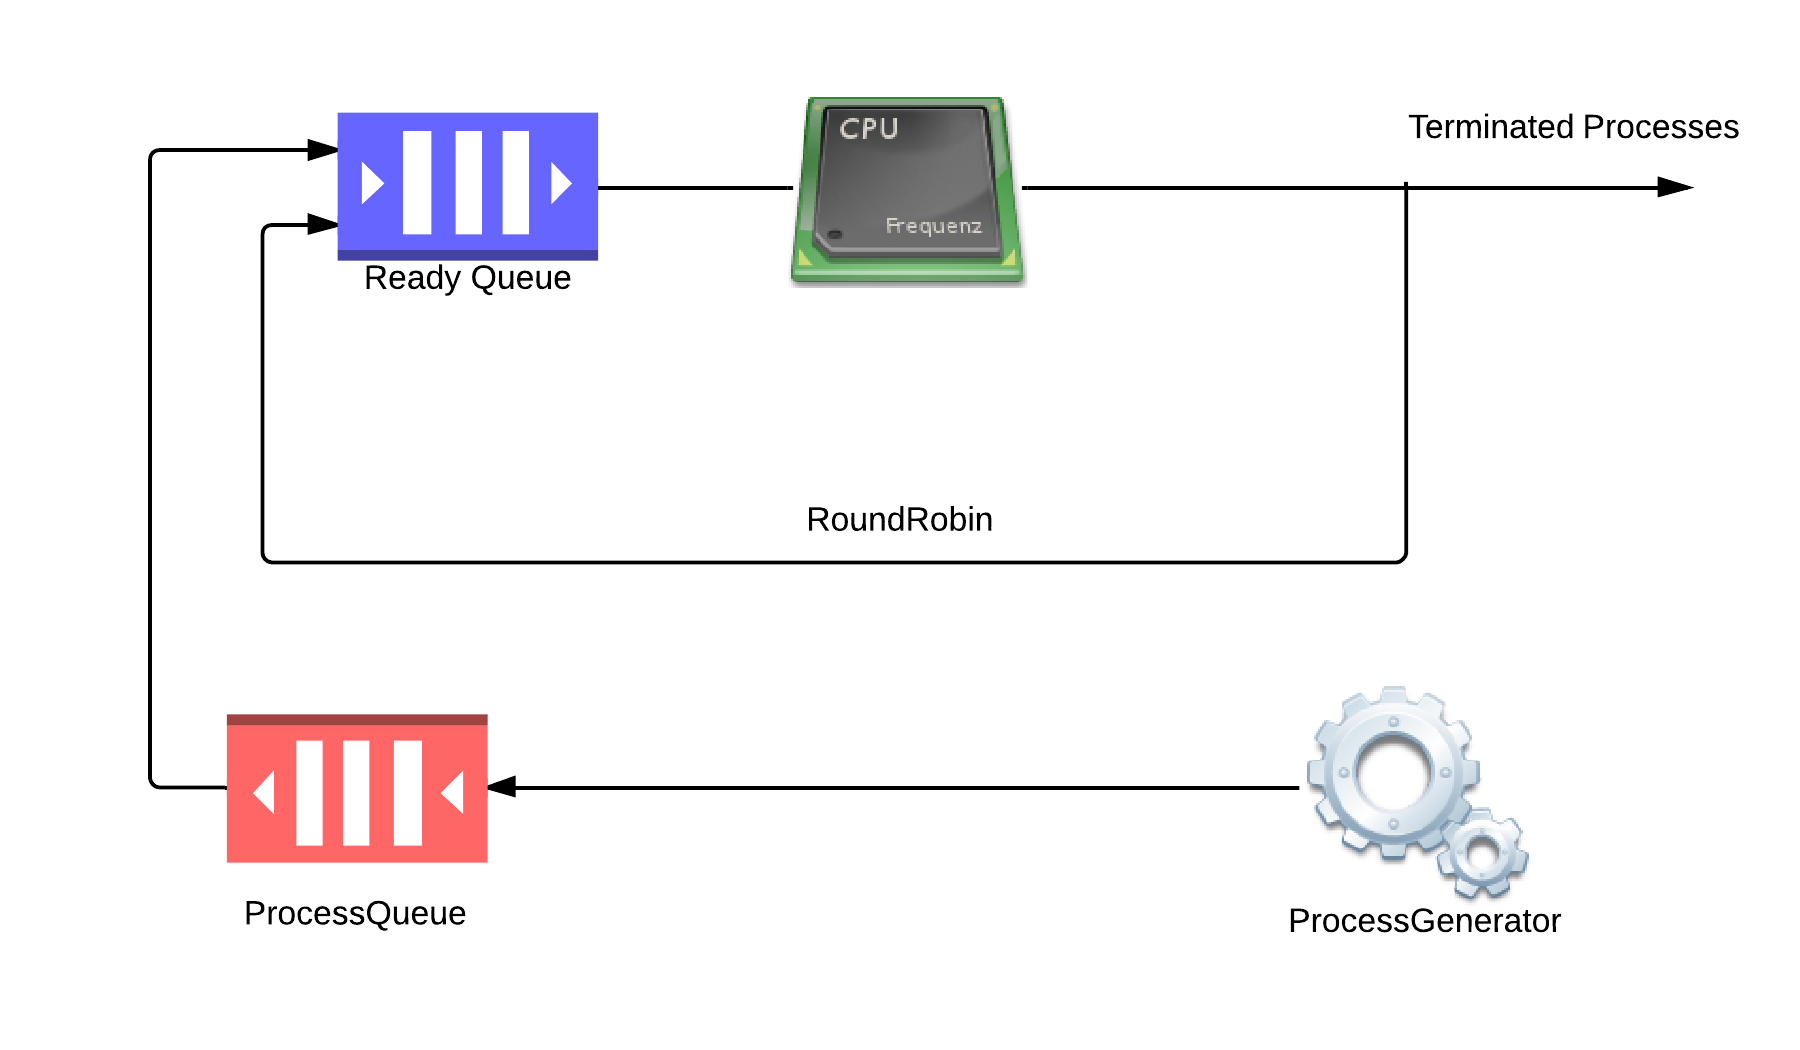 CPU
Terminated Processes
Frequenz
Ready Queue
RoundRobin
ProcessQueue
ProcessGenerator